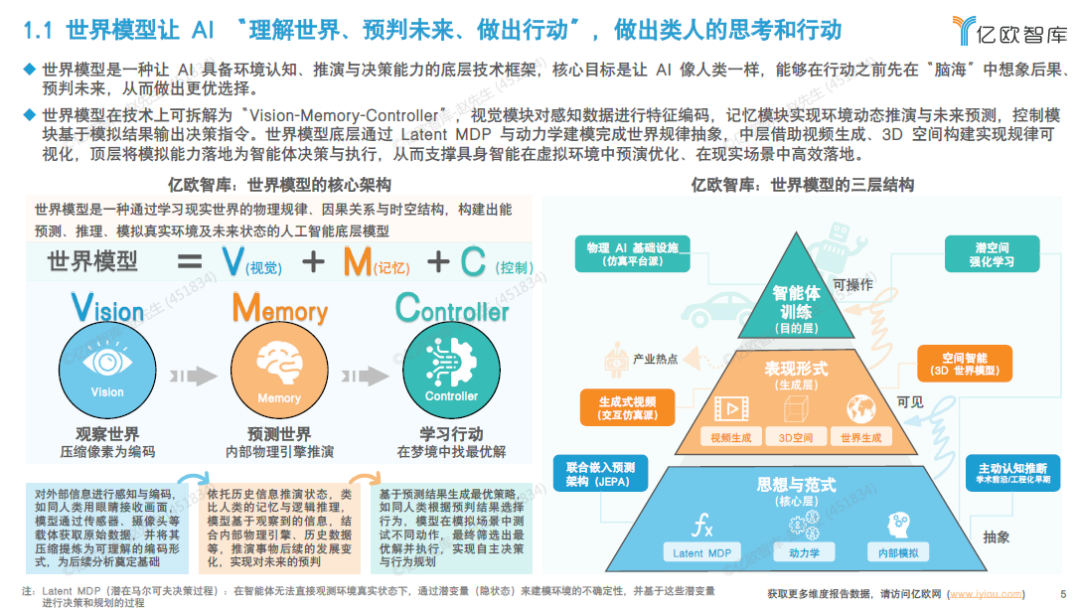 1.1 世界模型让 AI “理解世界、预判未来、做出行动”，做出类人的思考和行动
亿欧智库
◆ 世界模型是一种让 AI 具备环境认知、推演与决策能力的底层技术框架，核心目标是让 AI 像人类一样，能够在行动之前先在“脑海”中想象后果、
预判未来，从而做出更优选择。
◆ 世界模型在技术上可拆解为“Vision-Memory-Controller”，视觉模块对感知数据进行特征编码，记忆模块实现环境动态推演与未来预测，控制模
块基于模拟结果输出决策指令。世界模型底层通过 Latent MDP 与动力学建模完成世界规律抽象，中层借助视频生成、3D 空间构建实现规律可
视化，顶层将模拟能力落地为智能体决策与执行，从而支撑具身智能在虚拟环境中预演优化、在现实场景中高效落地。
亿欧智库：世界模型的核心架构
世界模型是一种通过学习现实世界的物理规律、因果关系与时空结构，构建出能
预测、推理、模拟真实环境及未来状态的人工智能底层模型
世界模型 = V(视觉) + M(记忆) + C(控制)
Vision
Memory
Controller
Vision
Memory
Controller
观察世界
压缩像素为编码
预测世界
内部物理引擎推演
学习行动
在梦境中找最优解
对外部信息进行感知与编码，
如同人类用眼睛接收画面，
模型通过传感器、摄像头等
载体获取原始数据，并将其
压缩提炼为可理解的编码形
式，为后续分析奠定基础
依托历史信息推演状态，类
比人类的记忆与逻辑推理，
模型基于观察到的信息，结
合内部物理引擎、历史数据
等，推演事物后续的发展变
化，实现对未来的预判
基于预测结果生成最优策略，
如同人类根据预判结果选择
行为，模型在模拟场景中测
试不同动作，最终筛选出最
优解并执行，实现自主决策
与行为规划
亿欧智库：世界模型的三层结构
物理 AI 基础设施
(仿真平台派)
潜空间
强化学习
智能体
训练
(目的层)
可操作
产业热点
表现形式
(生成层)
空间智能
(3D 世界模型)
生成式视频
(交互仿真派)
可见
视频生成
3D空间
世界生成
联合嵌入预测
架构 (JEPA)
主动认知推断
学术前沿/工程化早期
思想与范式
(核心层)
fx
抽象
Latent MDP
动力学
内部模拟
注：Latent MDP（潜在马尔可夫决策过程）：在智能体无法直接观测环境真实状态下，通过潜变量（隐状态）来建模环境的不确定性，并基于这些潜变量
进行决策和规划的过程
获取更多维度报告数据，请访问亿欧网 (www.iyiou.com)
5